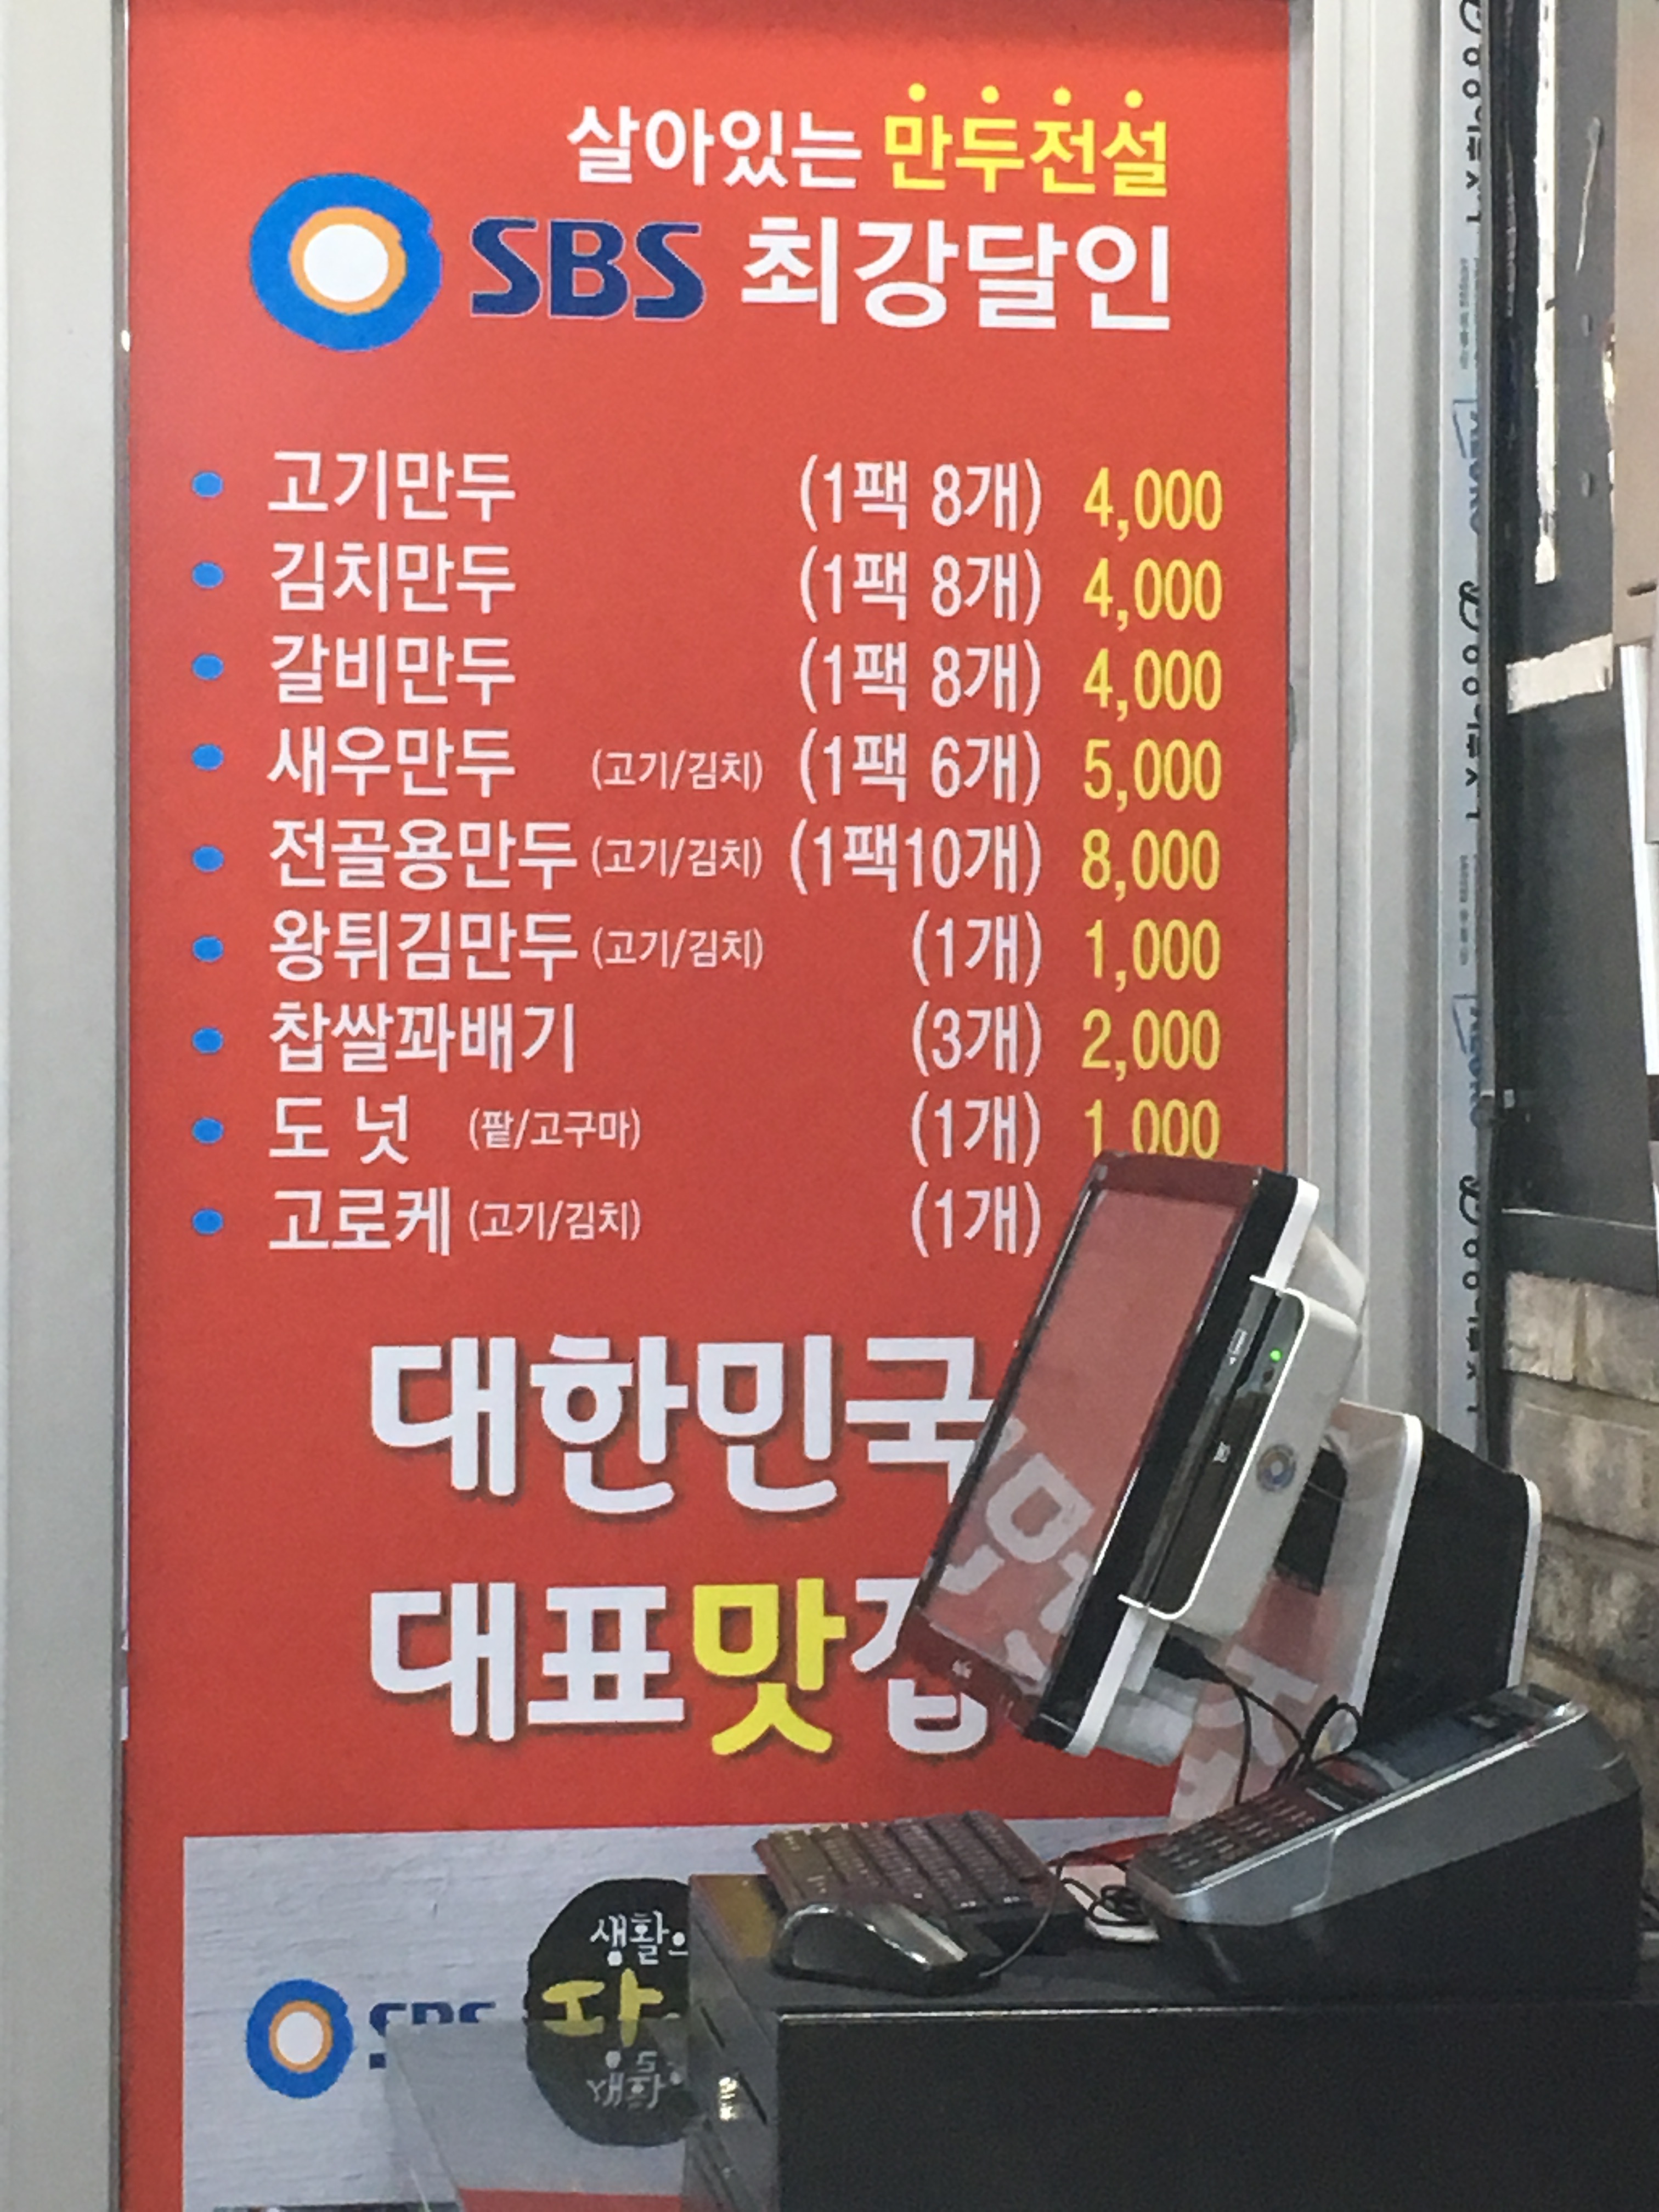 살아있는 만두전설
SBS 최강달인
고기만두 (1팩 8개) 4,000
김치만두 (1팩 8개) 4,000
갈비만두 (1팩 8개) 4,000
새우만두 (고기/김치) (1팩 6개) 5,000
전골용만두 (고기/김치) (1팩10개) 8,000
왕튀김만두 (고기/김치) (1개) 1,000
찹쌀꽈배기 (3개) 2,000
도 넛 (팥/고구마) (1개) 1,000
고로케 (고기/김치) (1개)
대한민국
대표맛집
생활의
SBS